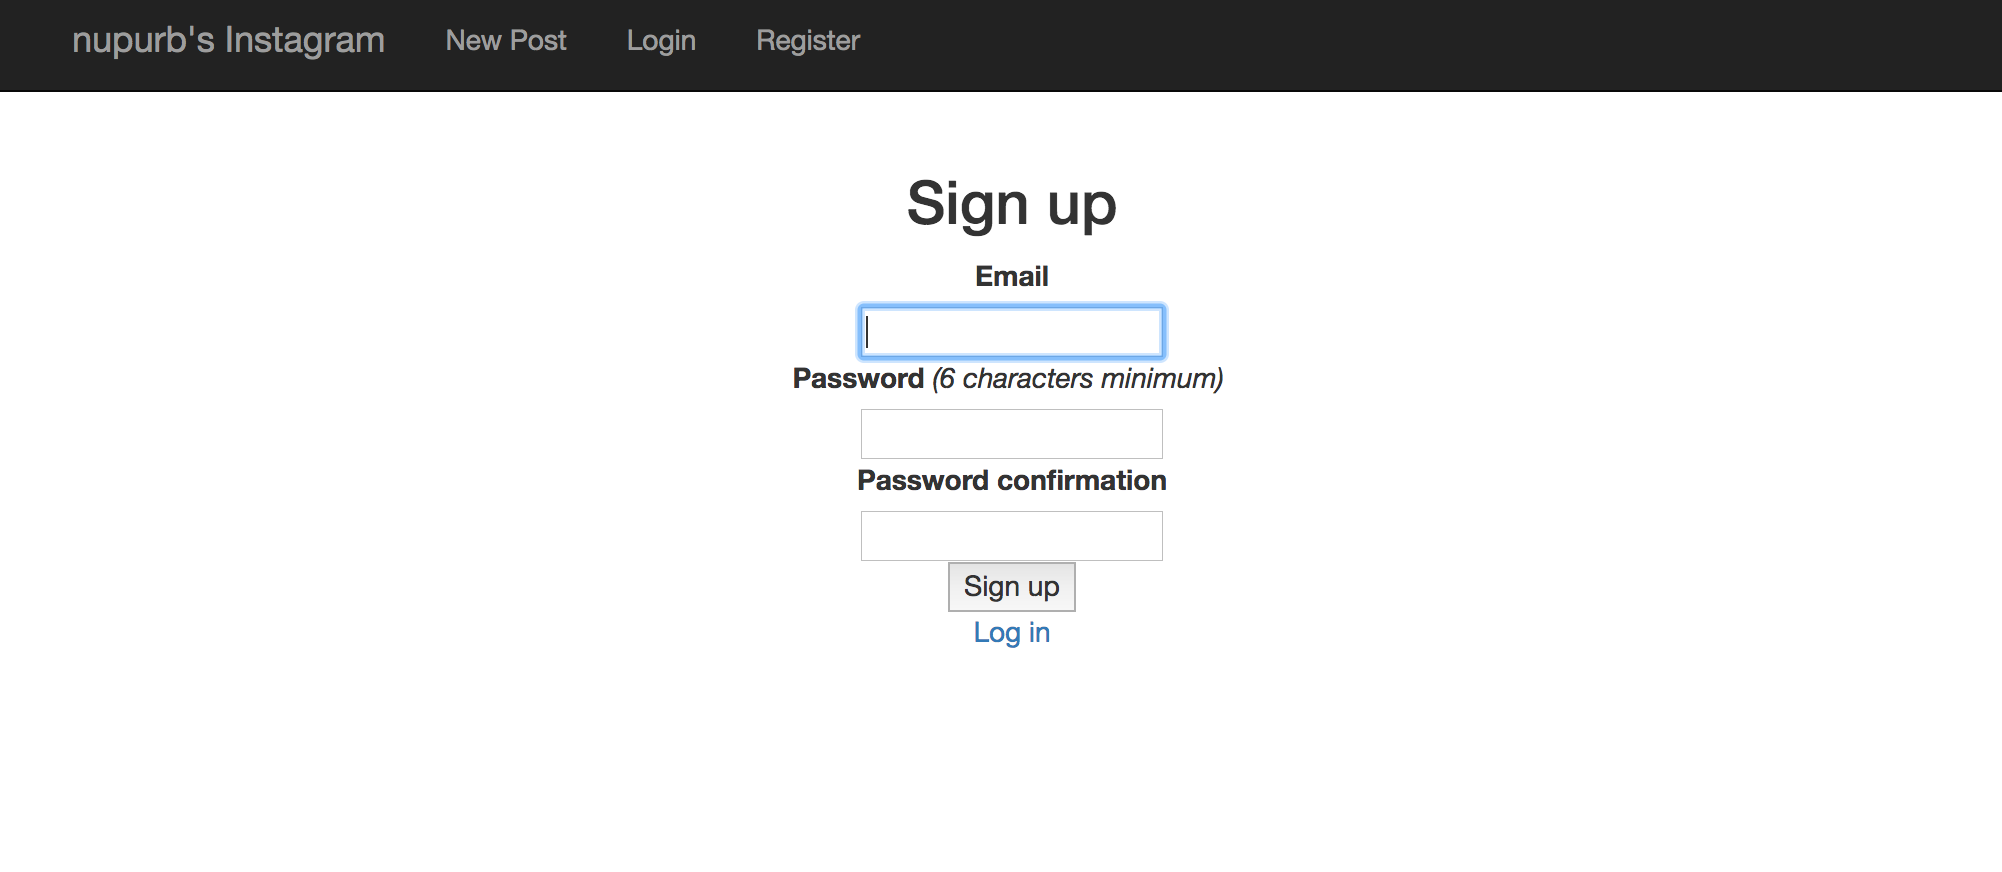 nupurb's Instagram New Post Login Register
Sign up
Email
Password (6 characters minimum)
Password confirmation
Sign up
Log in